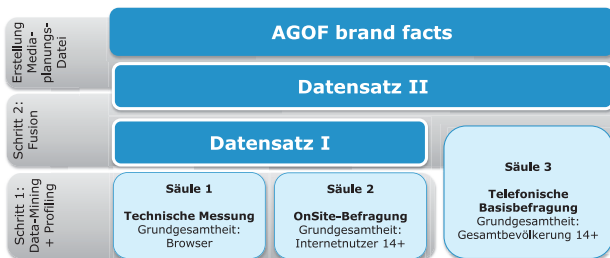 Erstellung
Media-
planungs-
Datei
AGOF brand facts
Datensatz II
Schritt 2:
Fusion
Datensatz I
Schritt 1:
Data-Mining
+ Profiling
Säule 1
Technische Messung
Grundgesamtheit:
Browser
Säule 2
OnSite-Befragung
Grundgesamtheit:
Internetnutzer 14+
Säule 3
Telefonische
Basisbefragung
Grundgesamtheit:
Gesamtbevölkerung 14+